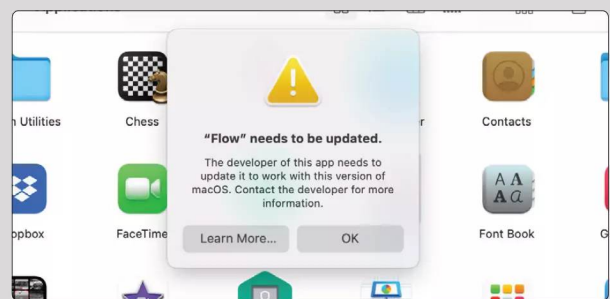 Utilities
Chess
Contacts
“Flow” needs to be updated.
The developer of this app needs to
update it to work with this version of
macOS. Contact the developer for more
information.
FaceTime
Font Book
Learn More...
OK